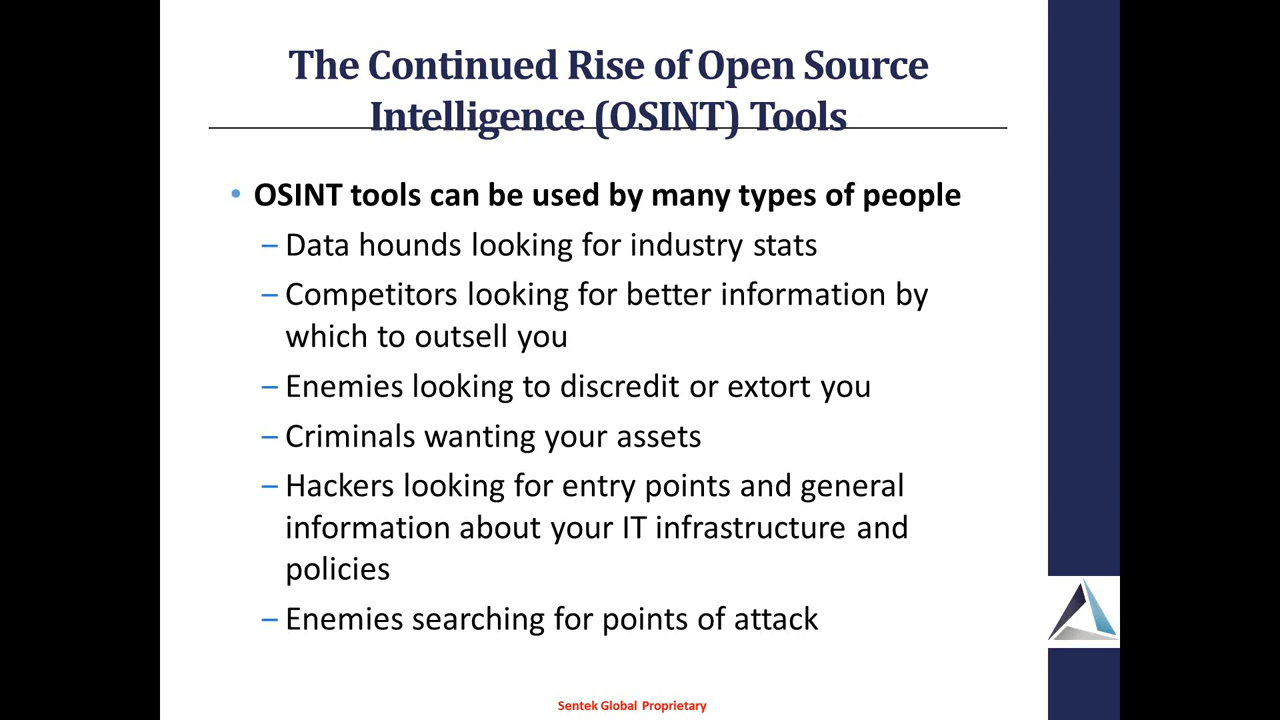 The Continued Rise of Open Source
Intelligence (OSINT) Tools
• OSINT tools can be used by many types of people
– Data hounds looking for industry stats
– Competitors looking for better information by
which to outsell you
– Enemies looking to discredit or extort you
– Criminals wanting your assets
– Hackers looking for entry points and general
information about your IT infrastructure and
policies
– Enemies searching for points of attack
Sentek Global Proprietary